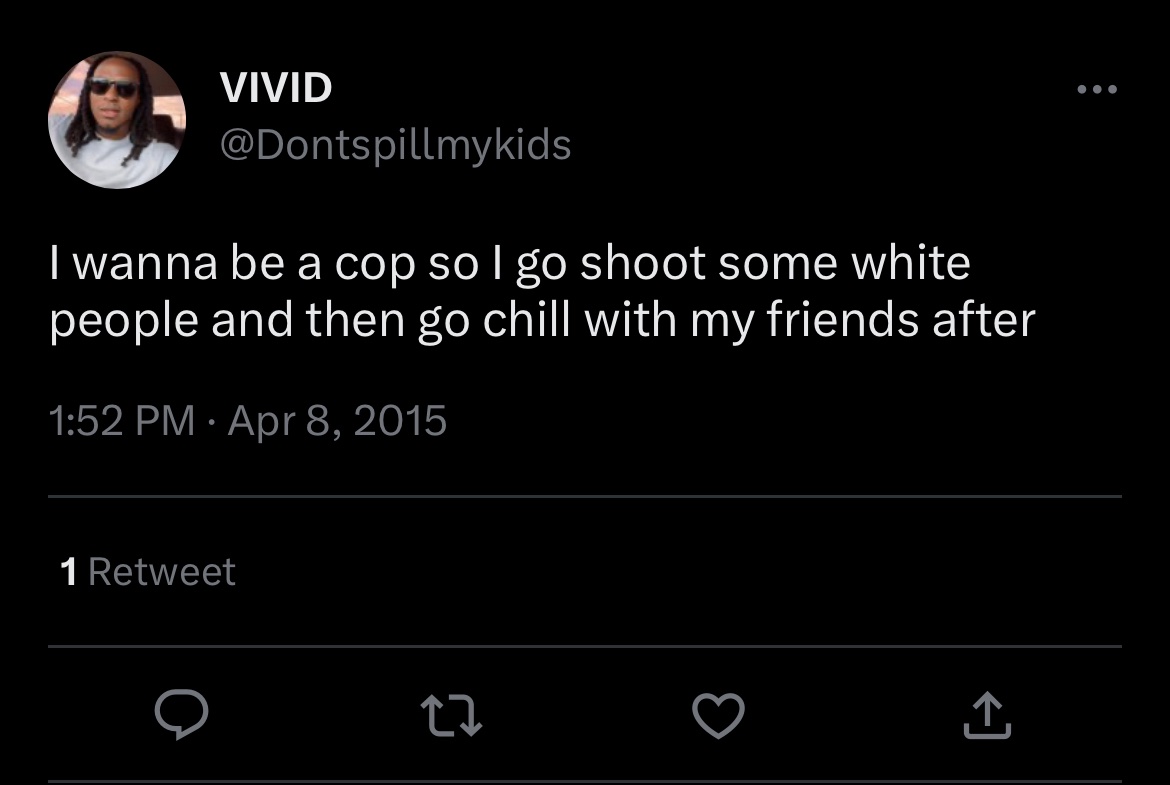 VIVID
@Dontspillmykids
I wanna be a cop so I go shoot some white
people and then go chill with my friends after
1:52 PM · Apr 8, 2015
1 Retweet